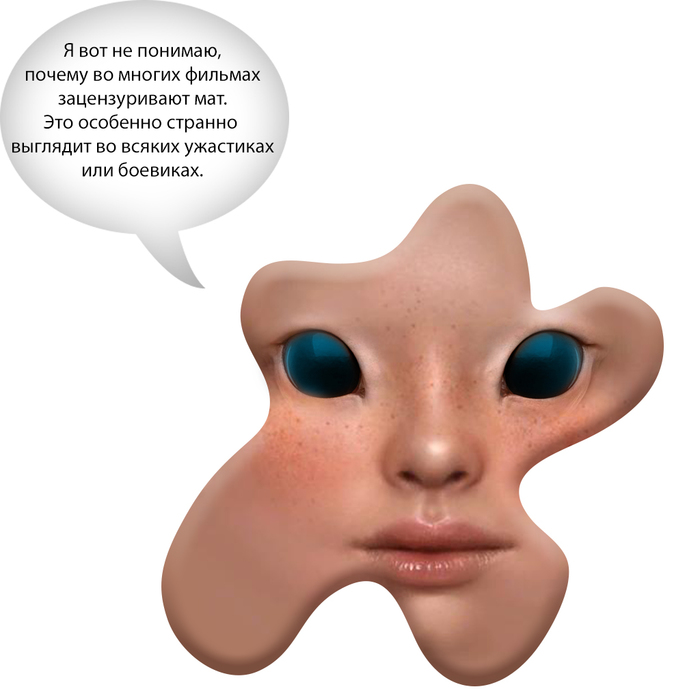 Я вот не понимаю,
почему во многих фильмах
зацензуривают мат.
Это особенно странно
выглядит во всяких ужастиках
или боевиках.